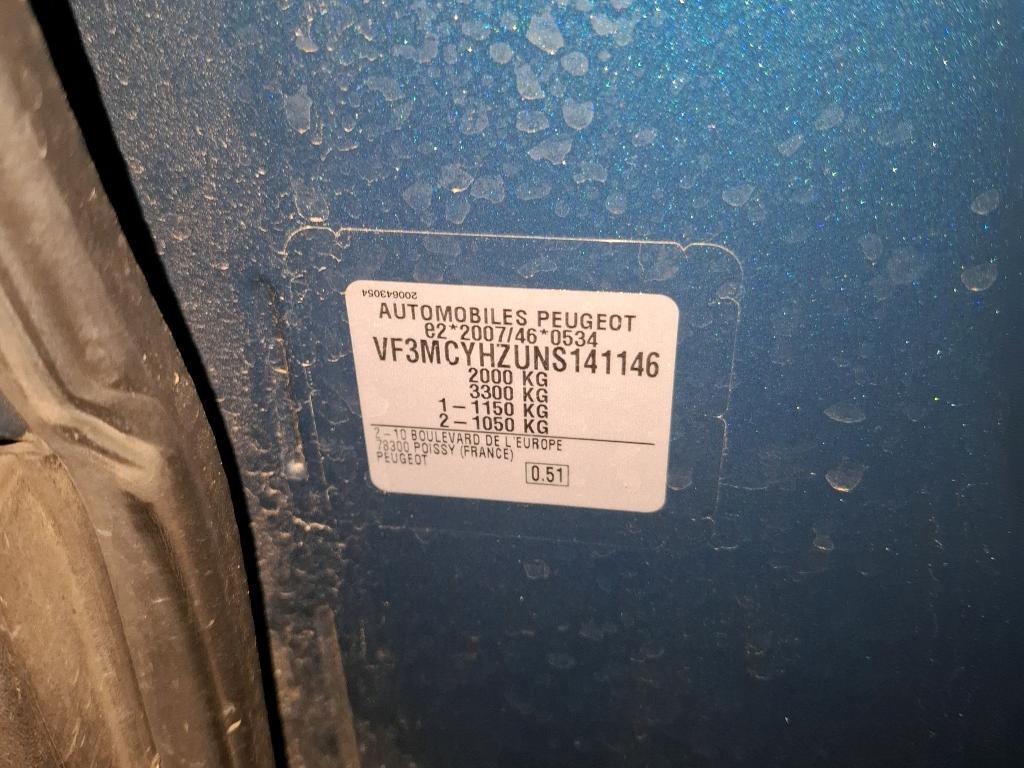 200643054
AUTOMOBILES PEUGEOT
e2*2007/46*0534
VF3MCYHZUNS141146
2000 KG
3300 KG
1-1150 KG
2-1050 KG
2-10 BOULEVARD DE L'EUROPE
78300 POISSY (FRANCE)
PEUGEOT
0.51